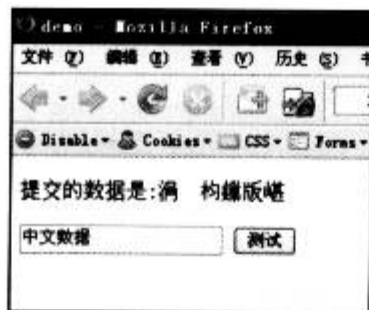 demo - Mozilla Firefox
文件 (F) 编辑 (E) 查看 (V) 历史 (S) 书
Disable Cookies CSS Forms
提交的数据是:涓 枃鏁版嵁
中文数据 测试